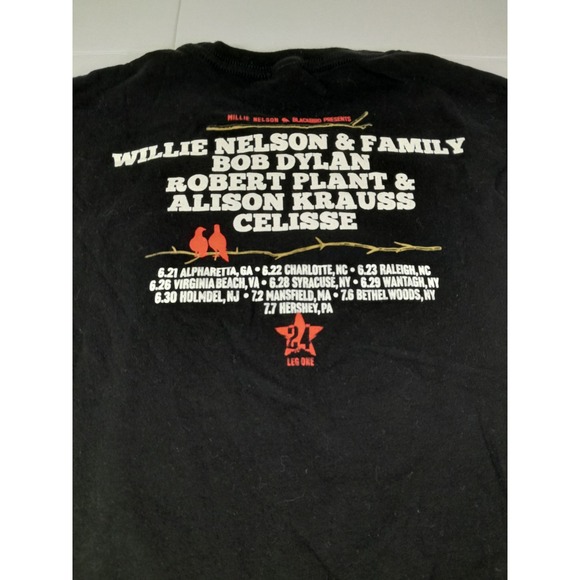 WILLIE NELSON & BLACKBIRD PRESENTS
WILLIE NELSON & FAMILY
BOB DYLAN
ROBERT PLANT &
ALISON KRAUSS
CELISSE
6.21 ALPHARETTA, GA • 6.22 CHARLOTTE, NC • 6.23 RALEIGH, NC
6.26 VIRGINIA BEACH, VA • 6.28 SYRACUSE, NY • 6.29 WANTAGH, NY
6.30 HOLMDEL, NJ • 7.2 MANSFIELD, MA • 7.6 BETHEL WOODS, NY
7.7 HERSHEY, PA
24
LEG ONE